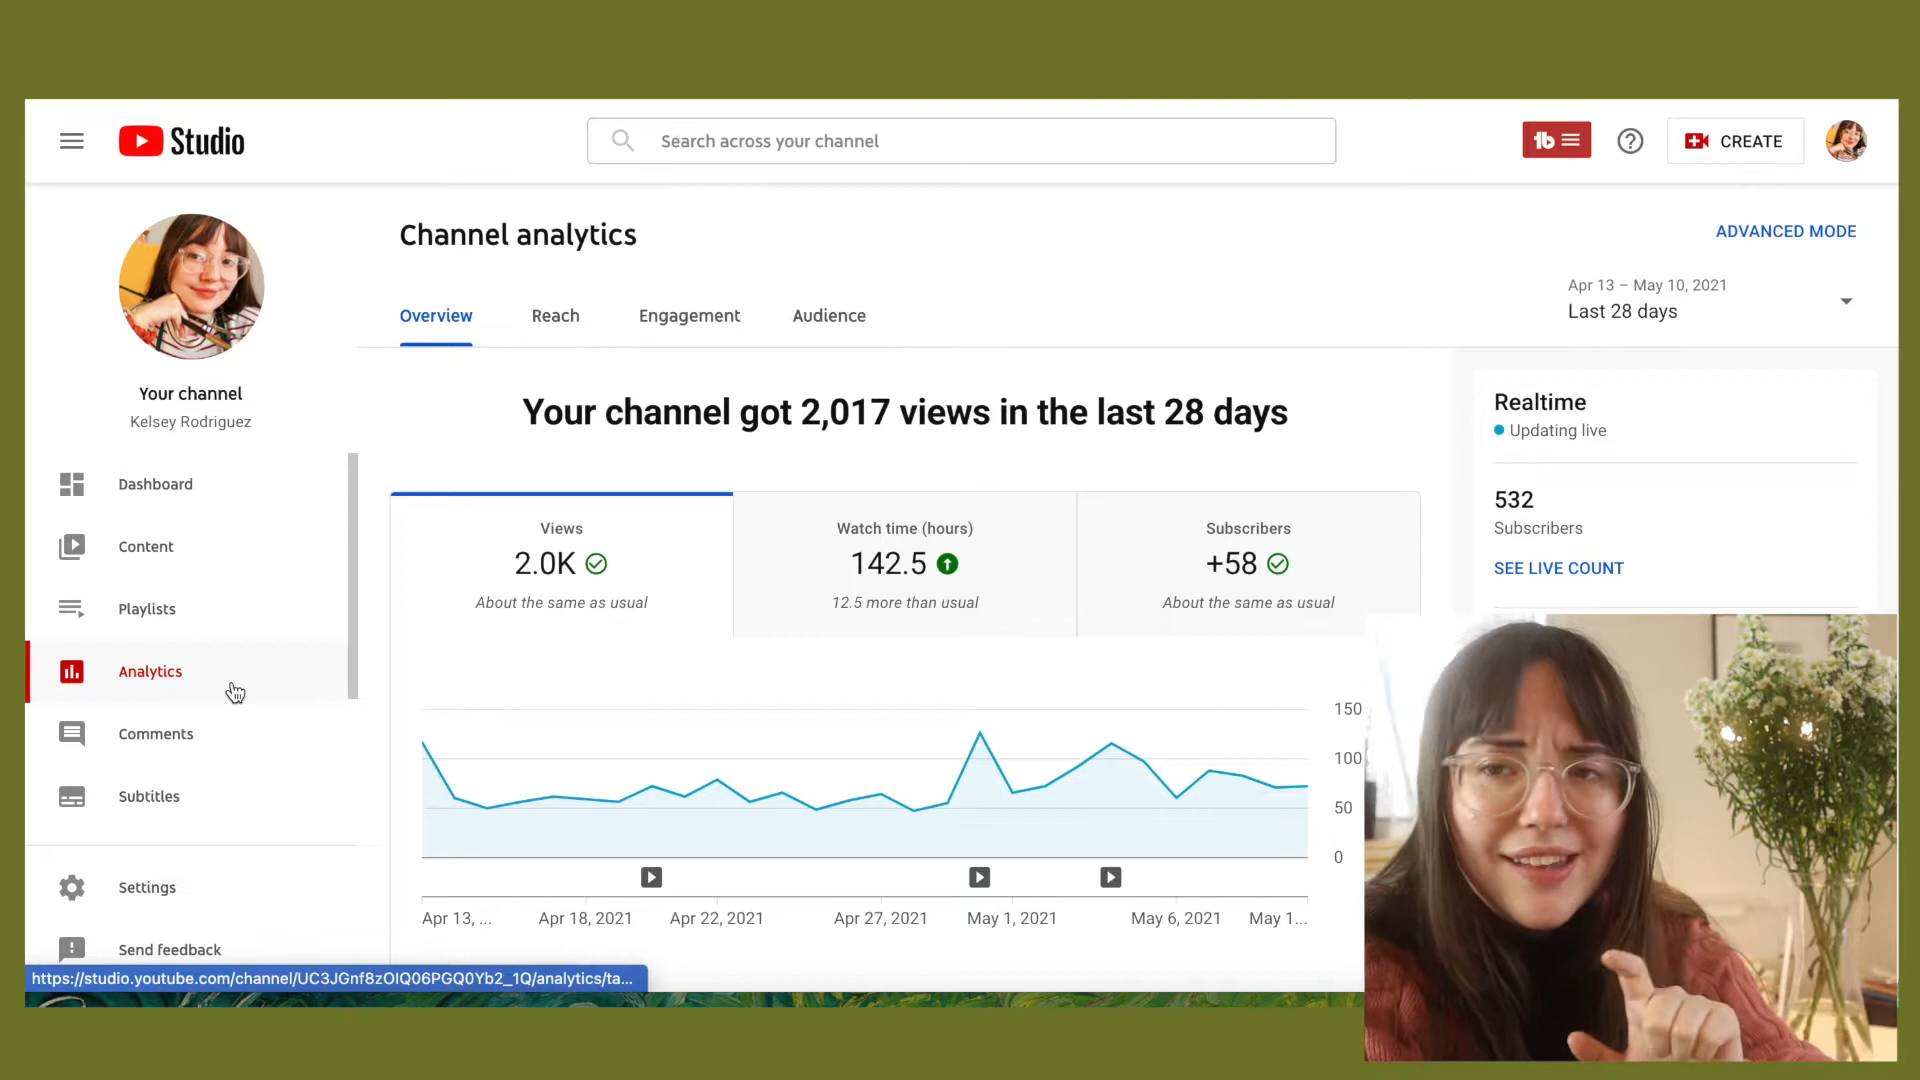 Studio
Search across your channel
tb
CREATE
Channel analytics
ADVANCED MODE
Apr 13 – May 10, 2021
Last 28 days
Overview
Reach
Engagement
Audience
Your channel
Kelsey Rodriguez
Dashboard
Content
Playlists
Analytics
Comments
Subtitles
Settings
Send feedback
Your channel got 2,017 views in the last 28 days
Views
2.0K
About the same as usual
Watch time (hours)
142.5
12.5 more than usual
Subscribers
+58
About the same as usual
150
100
50
0
Apr 13, ...
Apr 18, 2021
Apr 22, 2021
Apr 27, 2021
May 1, 2021
May 6, 2021
May 1...
Realtime
Updating live
532
Subscribers
SEE LIVE COUNT
https://studio.youtube.com/channel/UC3JGnf8zOIQ06PGQ0Yb2_1Q/analytics/ta...